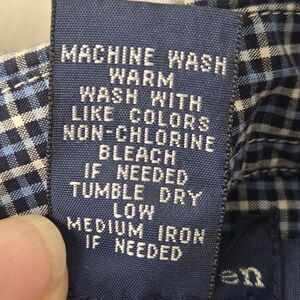 MACHINE WASH
WARM
WASH WITH
LIKE COLORS
NON-CHLORINE
BLEACH
IF NEEDED
TUMBLE DRY
LOW
MEDIUM IRON
IF NEEDED
en